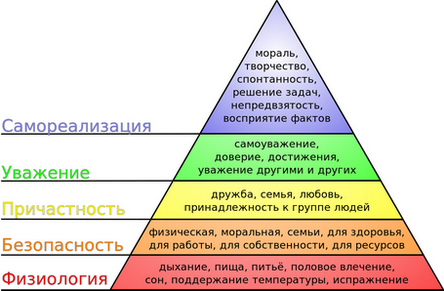 мораль,
творчество,
спонтанность,
решение задач,
непредвзятость,
восприятие фактов
Самореализация
самоуважение,
доверие, достижения,
уважение другими и других
Уважение
дружба, семья, любовь,
принадлежность к группе людей
Причастность
физическая, моральная, семьи, для здоровья,
для работы, для собственности, для ресурсов
Безопасность
дыхание, пища, питьё, половое влечение,
сон, поддержание температуры, испражнение
Физиология